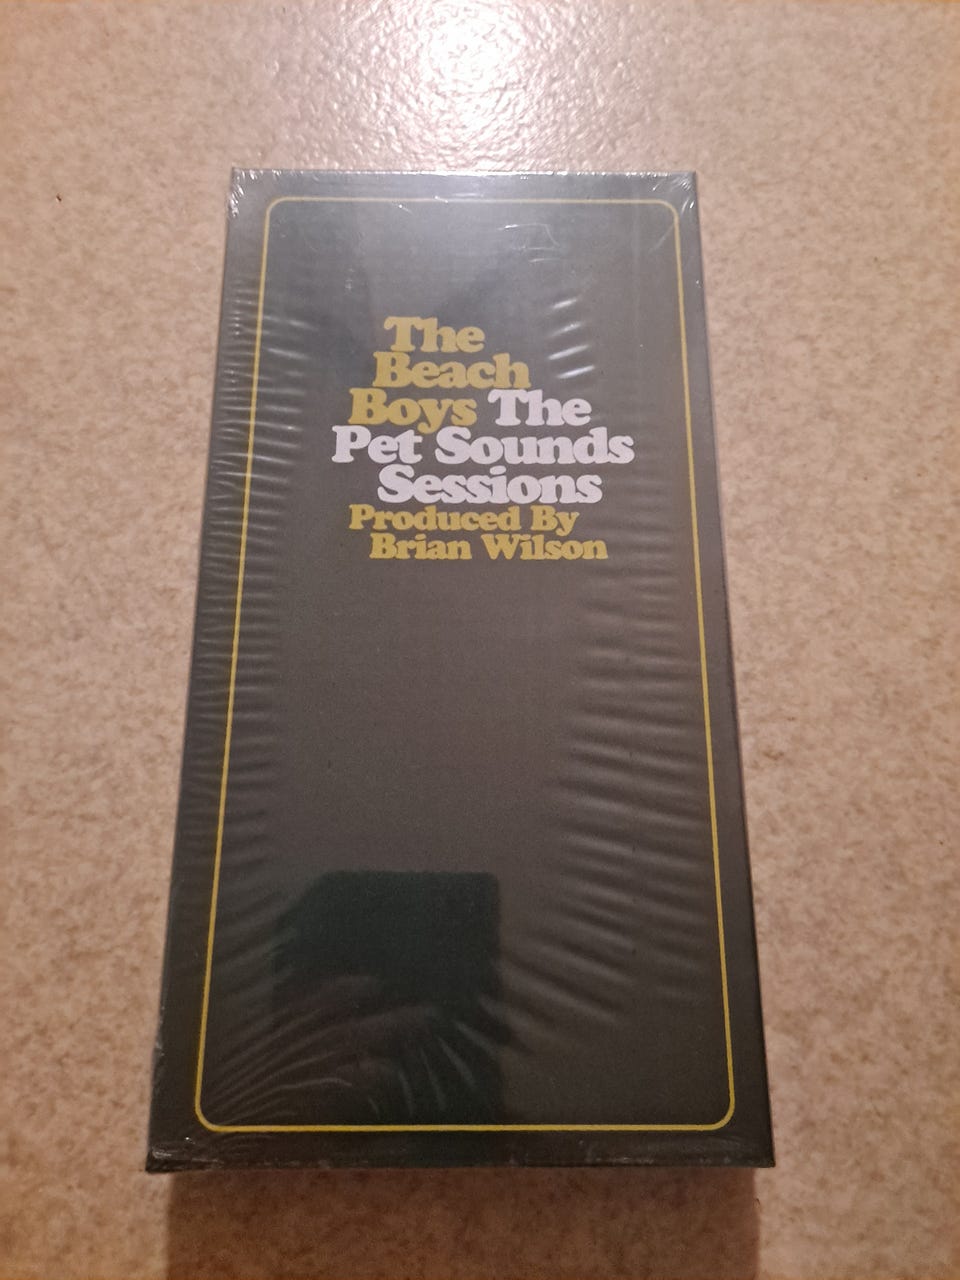 The
Beach
Boys The
Pet Sounds
Sessions
Produced By
Brian Wilson